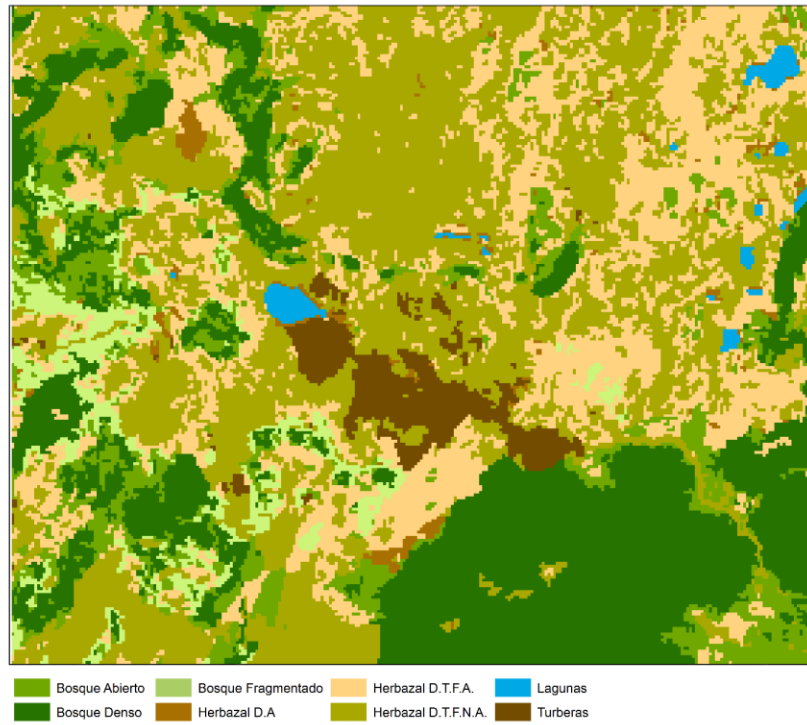 Bosque Abierto Bosque Fragmentado Herbazal D.T.F.A. Lagunas
Bosque Denso Herbazal D.A Herbazal D.T.F.N.A. Turberas